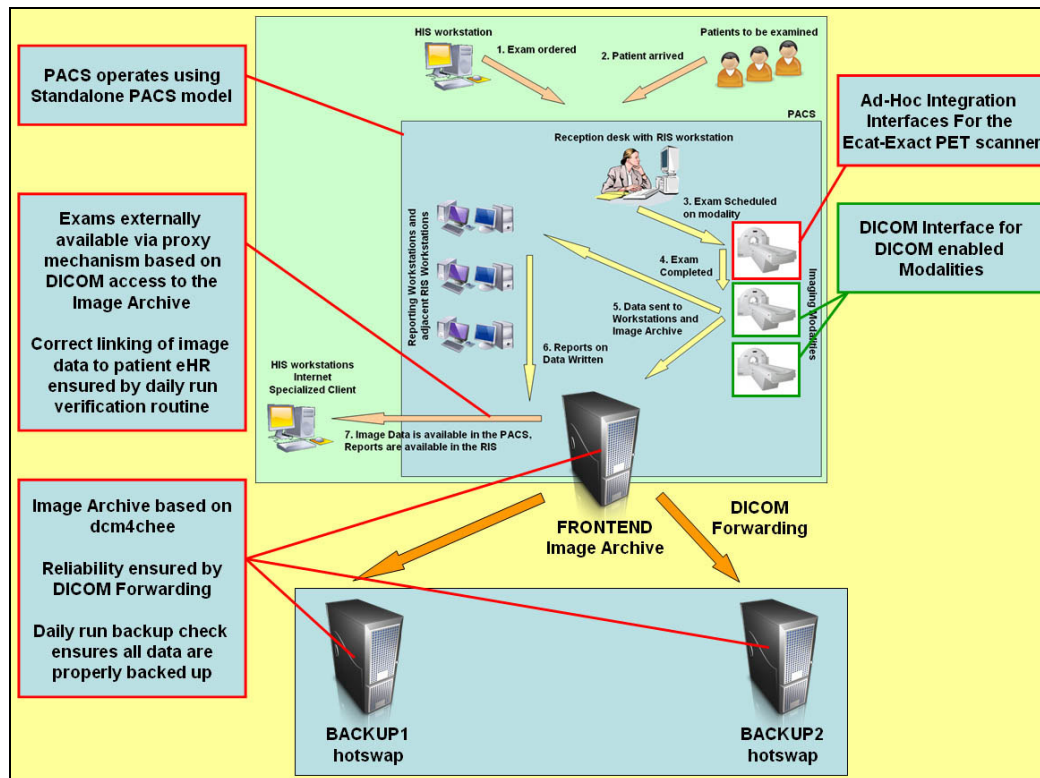 HIS workstation
1. Exam ordered
2. Patient arrived
Patients to be examined
PACS operates using
Standalone PACS model
PACS
Reception desk with RIS workstation
Ad-Hoc Integration
Interfaces For the
Ecat-Exact PET scanner
3. Exam Scheduled
on modality
Exams externally
available via proxy
mechanism based on
DICOM access to the
Image Archive
Correct linking of image
data to patient eHR
ensured by daily run
verification routine
Reporting Workstations and
adjacent RIS Workstations
4. Exam
Completed
DICOM Interface for
DICOM enabled
Modalities
Imaging Modalities
5. Data sent to
Workstations and
Image Archive
6. Reports on
Data Written
HIS workstations
Internet
Specialized Client
7. Image Data is available in the PACS,
Reports are available in the RIS
Image Archive based on
dcm4chee
Reliability ensured by
DICOM Forwarding
Daily run backup check
ensures all data are
properly backed up
FRONTEND
Image Archive
DICOM
Forwarding
BACKUP1
hotswap
BACKUP2
hotswap